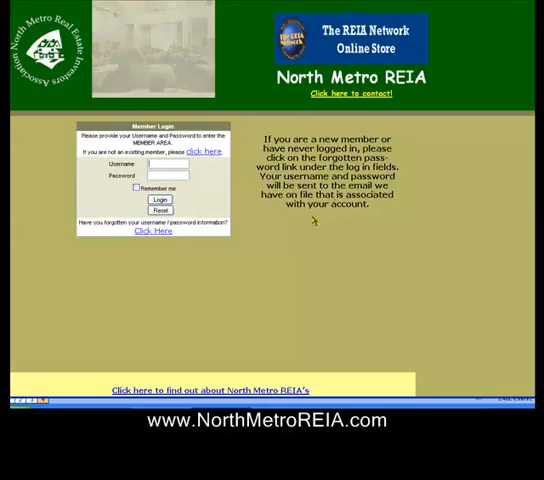 North Metro Real Estate Investors Association
The REIA Network
The REIA Network
Online Store
North Metro REIA
Click here to contact!
Member Login
Please provide your Username and Password to enter the
MEMBER AREA.
If you are not an existing member, please click here
Username
Password
Remember me
Login
Reset
Have you forgotten your username / password information?
Click Here
If you are a new member or
have never logged in, please
click on the forgotten pass-
word link under the log in fields.
Your username and password
will be sent to the email we
have on file that is associated
with your account.
Click here to find out about North Metro REIA's
www.NorthMetroREIA.com